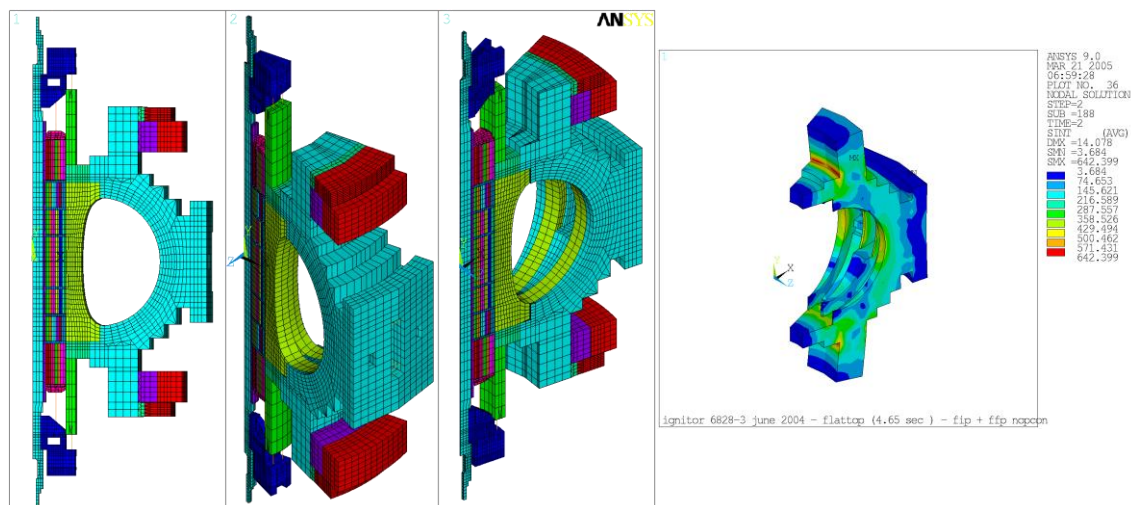 1
2
3
ANSYS
Y
Z
1
ANSYS 9.0
MAR 21 2005
06:59:28
PLOT NO. 36
NODAL SOLUTION
STEP=2
SUB =188
TIME=2
SINT (AVG)
DMX =14.078
SMN =3.684
SMX =642.399
3.684
74.653
145.621
216.589
287.557
358.526
429.494
500.462
571.431
642.399
MX
Y
X
Z
ignitor 6828-3 june 2004 - flattop (4.65 sec ) - fip + ffp nopcon